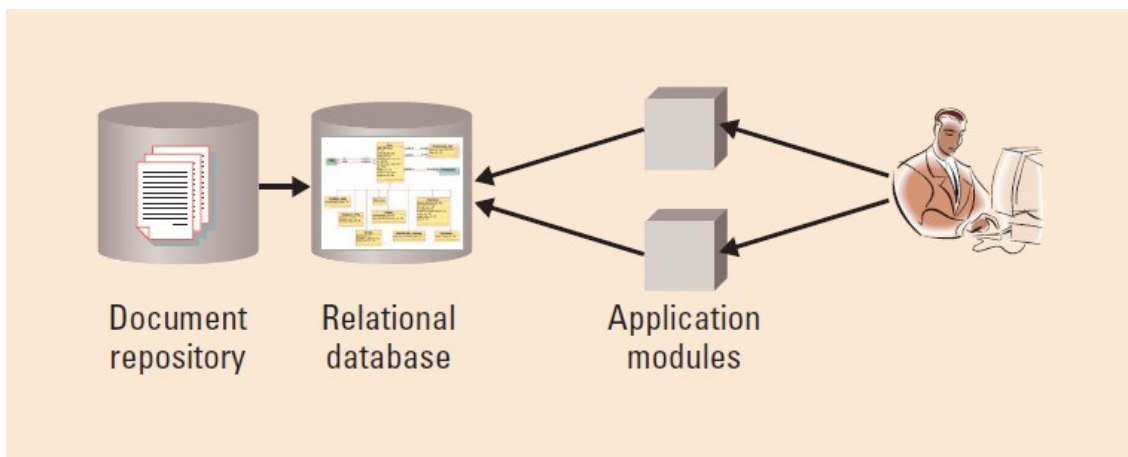 Document
repository
Relational
database
Application
modules